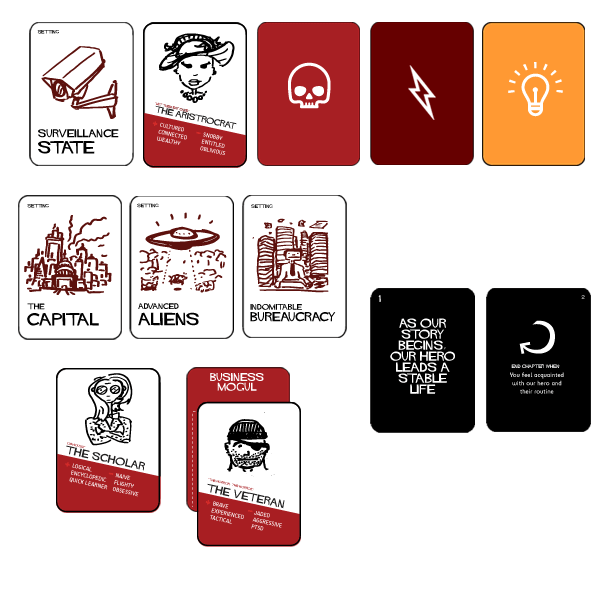 SETTING
SURVEILLANCE
STATE
THE ARISTROCRAT
CULTURED
CONNECTED
WEALTHY
SNOBBY
ENTITLED
OBLIVIOUS
SETTING
THE
CAPITAL
SETTING
ADVANCED
ALIENS
SETTING
INDOMITABLE
BUREAUCRACY
1
AS OUR
STORY
BEGINS,
OUR HERO
LEADS A
STABLE
LIFE
2
END CHAPTER WHEN
You feel acquainted
with our hero and
their routine
THE SCHOLAR
LOGICAL
ENCYCLOPEDIC
QUICK LEARNER
NAIVE
FLIGHTY
OBSESSIVE
BUSINESS
MOGUL
THE VETERAN
BRAVE
EXPERIENCED
TACTICAL
JADED
AGGRESSIVE
PTSD